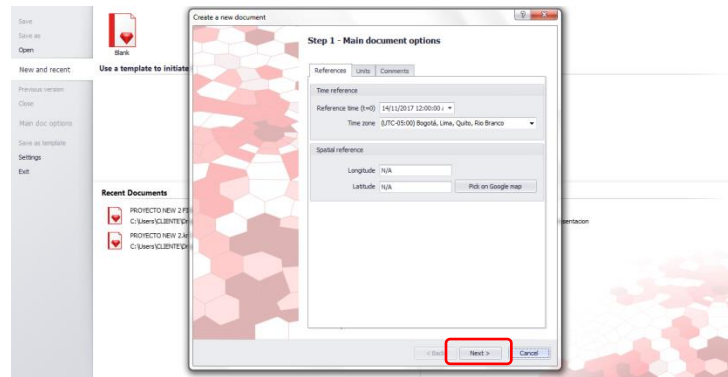 Save
Save as
Open
New and recent
Previous version
Close
Main doc options
Save as template
Settings
Exit
Blank
Use a template to initiate
Recent Documents
PROYECTO NEW 2
C:\Users\CLIENTE\
PROYECTO NEW 2.
C:\Users\CLIENTE\
Create a new document
Step 1 - Main document options
References Units Comments
Time reference
Reference time (t=0) 14/11/2017 12:00:00
Time zone (UTC-05:00) Bogotá, Lima, Quito, Rio Branco
Spatial reference
Longitude N/A
Latitude N/A Pick on Google map
< Back Next > Cancel
sentacion